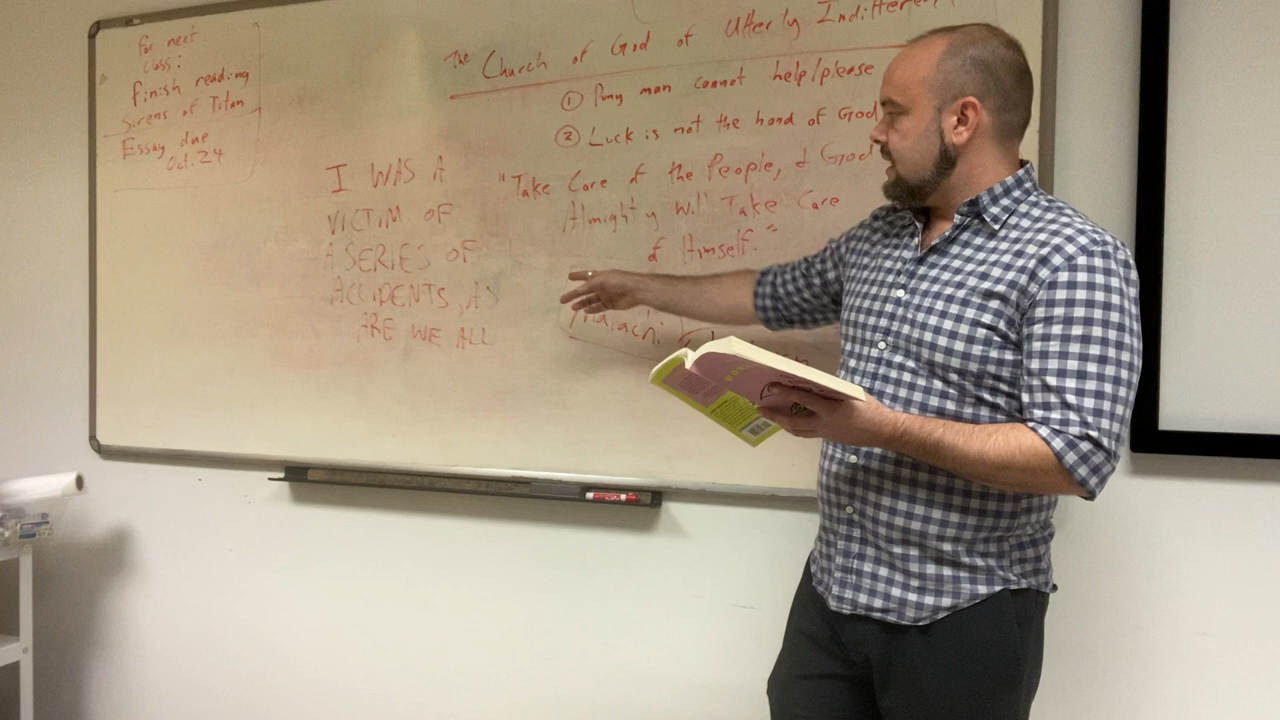 for next
class:
finish reading
Sirens of Titan
Essay due
Oct. 24
The Church of God of Utterly Indifferent
① Puny man cannot help/please
② Luck is not the hand of God
"Take Care of the People, & God
Almighty Will Take Care
of Himself."
I WAS A
VICTIM OF
A SERIES OF
ACCIDENTS, AS
ARE WE ALL
Malachi